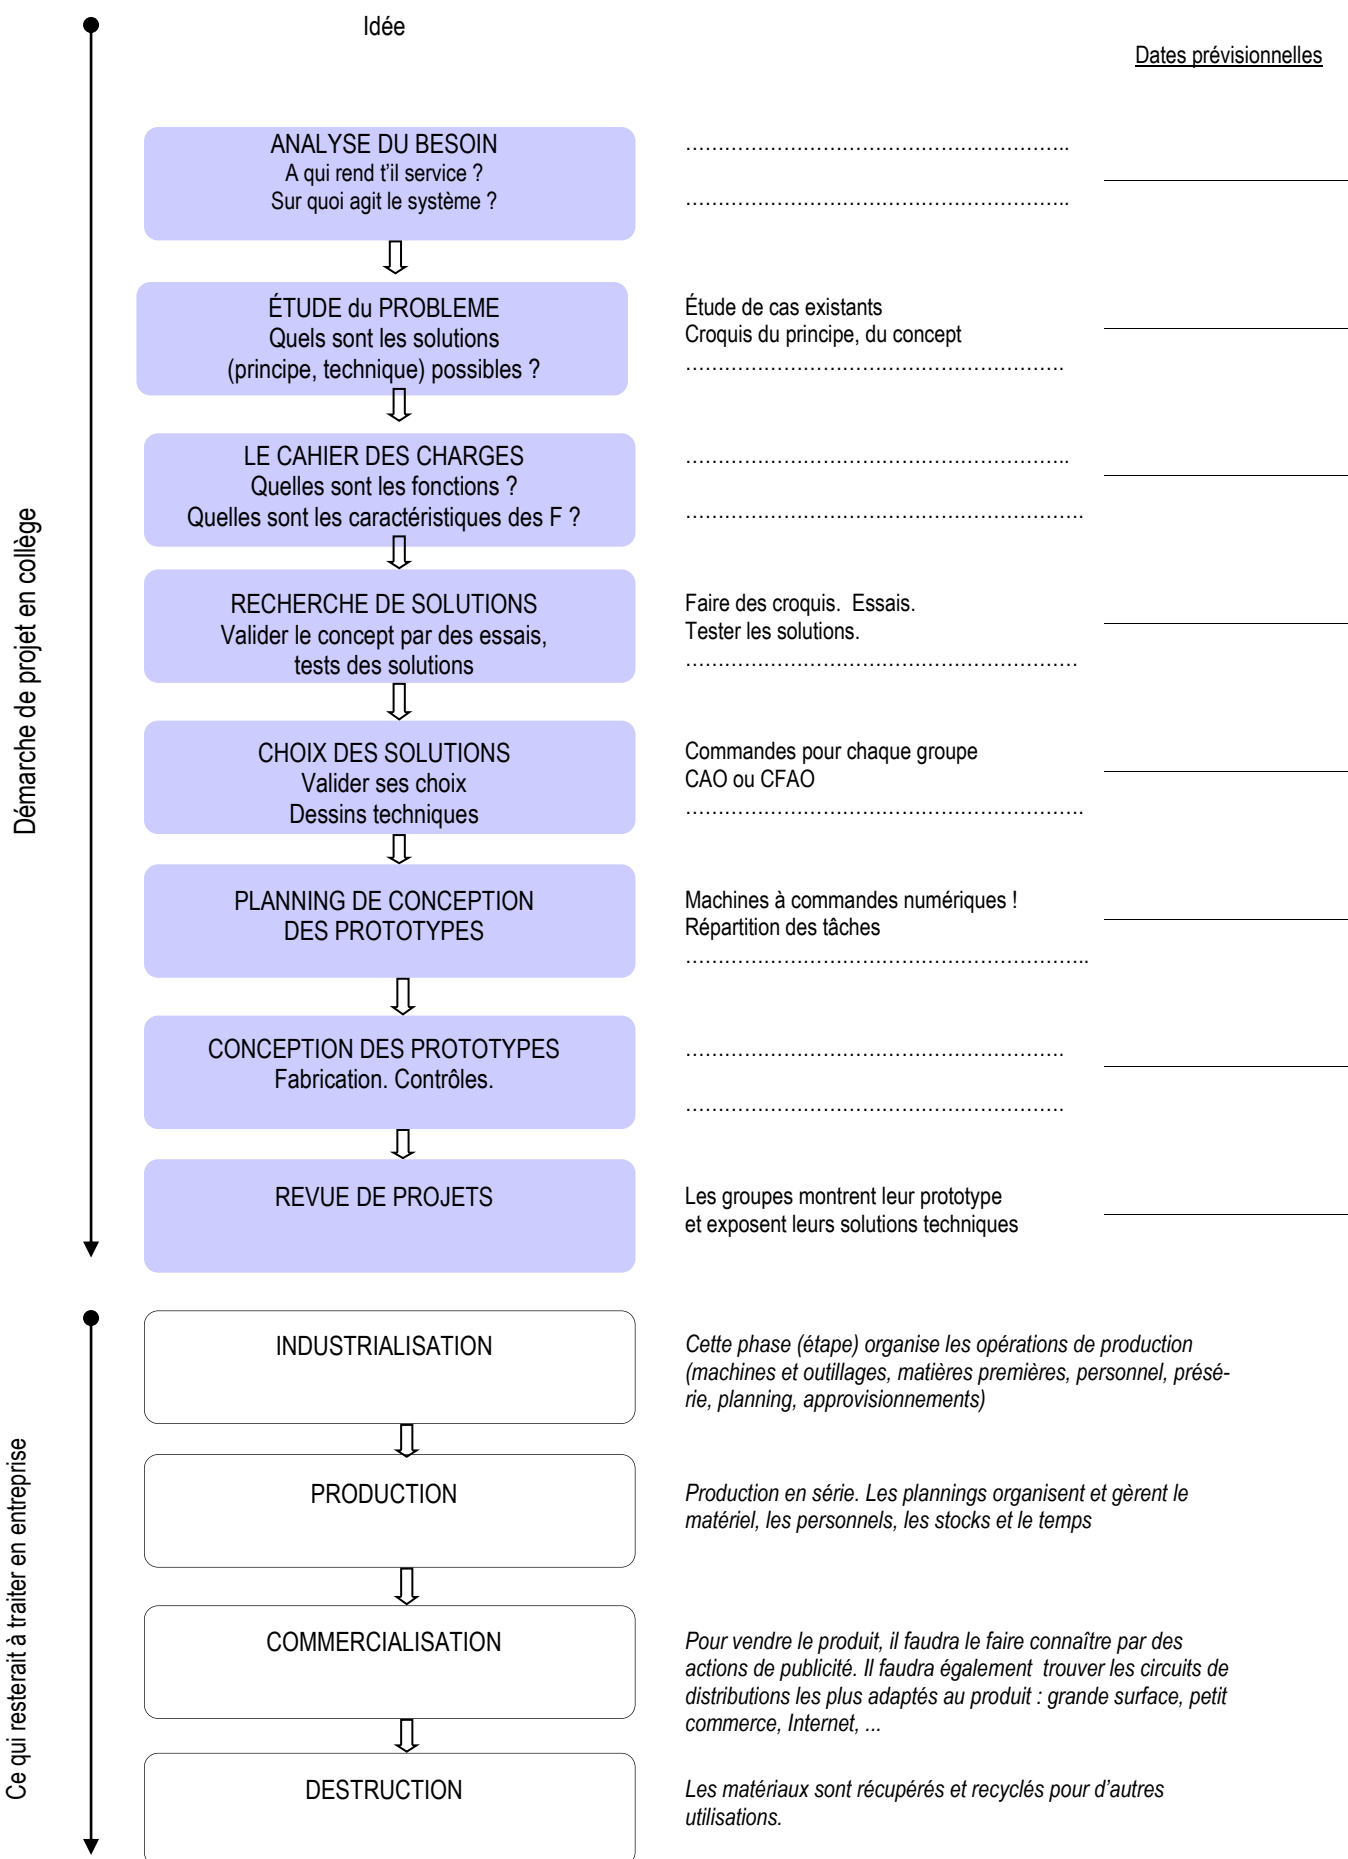 Idée
Dates prévisionnelles
Démarche de projet en collège
ANALYSE DU BESOIN
A qui rend t'il service ?
Sur quoi agit le système ?
…………………………………………………..
…………………………………………………..
ÉTUDE du PROBLEME
Quels sont les solutions
(principe, technique) possibles ?
Étude de cas existants
Croquis du principe, du concept
………………………………………………….
LE CAHIER DES CHARGES
Quelles sont les fonctions ?
Quelles sont les caractéristiques des F ?
…………………………………………………..
…………………………………………………….
RECHERCHE DE SOLUTIONS
Valider le concept par des essais,
tests des solutions
Faire des croquis.  Essais.
Tester les solutions.
……………………………………………………
CHOIX DES SOLUTIONS
Valider ses choix
Dessins techniques
Commandes pour chaque groupe
CAO ou CFAO
…………………………………………………….
PLANNING DE CONCEPTION
DES PROTOTYPES
Machines à commandes numériques !
Répartition des tâches
……………………………………………………..
CONCEPTION DES PROTOTYPES
Fabrication. Contrôles.
………………………………………………….
………………………………………………….
REVUE DE PROJETS
Les groupes montrent leur prototype
et exposent leurs solutions techniques
Ce qui resterait à traiter en entreprise
INDUSTRIALISATION
Cette phase (étape) organise les opérations de production
(machines et outillages, matières premières, personnel, présé-
rie, planning, approvisionnements)
PRODUCTION
Production en série. Les plannings organisent et gèrent le
matériel, les personnels, les stocks et le temps
COMMERCIALISATION
Pour vendre le produit, il faudra le faire connaître par des
actions de publicité. Il faudra également  trouver les circuits de
distributions les plus adaptés au produit : grande surface, petit
commerce, Internet, ...
DESTRUCTION
Les matériaux sont récupérés et recyclés pour d'autres
utilisations.